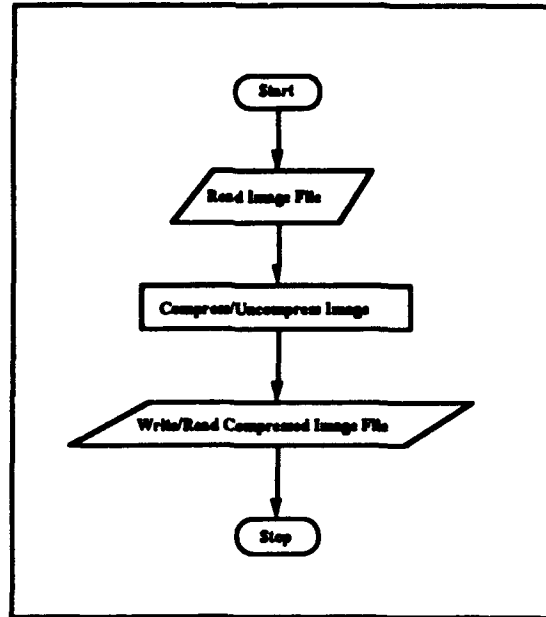 Start
Read Image File
Compress/Uncompress Image
Write/Read Compressed Image File
Stop